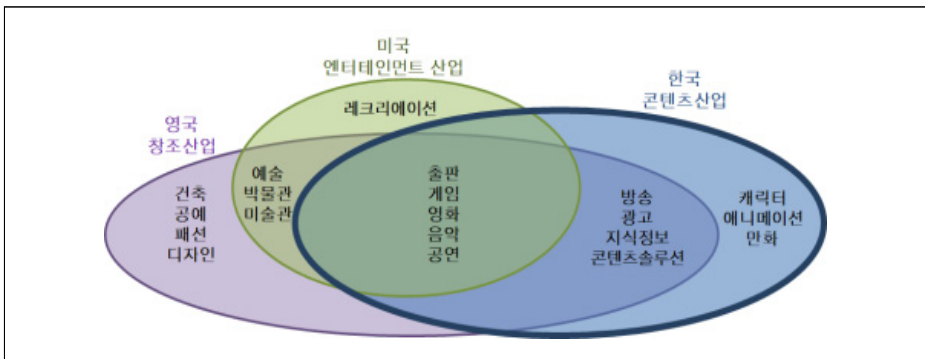 미국
엔터테인먼트 산업
한국
콘텐츠산업
레크리에이션
영국
창조산업
건축
공예
패션
디자인
예술
박물관
미술관
출판
게임
영화
음악
공연
방송
광고
지식정보
콘텐츠솔루션
캐릭터
애니메이션
만화